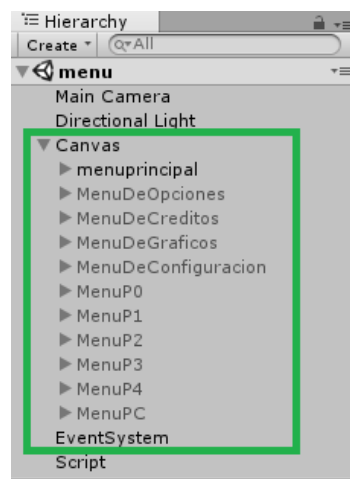 Hierarchy
Create All
menu
Main Camera
Directional Light
Canvas
menuprincipal
MenuDeOpciones
MenuDeCreditos
MenuDeGraficos
MenuDeConfiguracion
MenuP0
MenuP1
MenuP2
MenuP3
MenuP4
MenuPC
EventSystem
Script